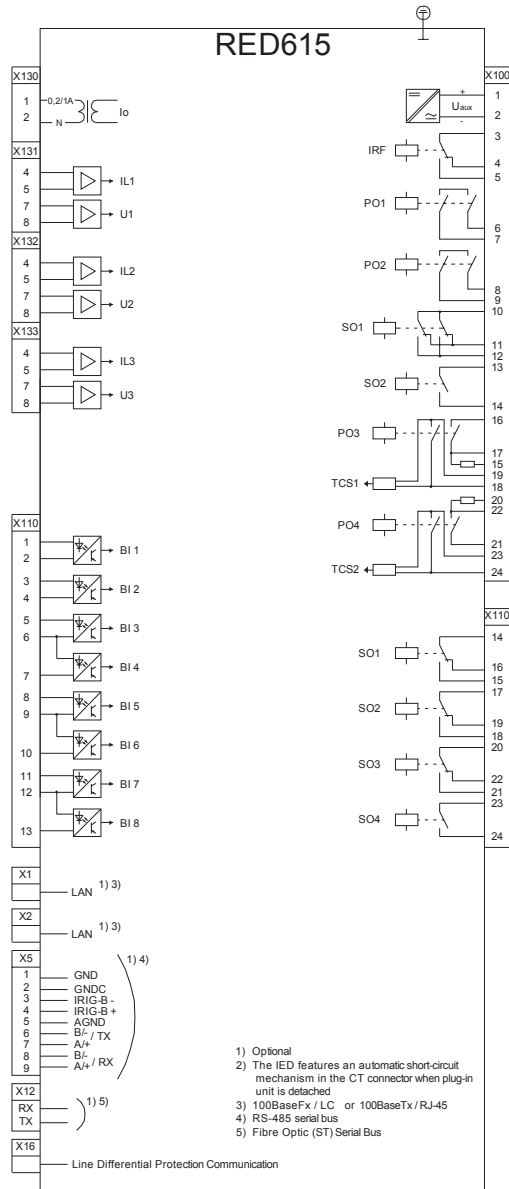 RED615
X130
1
2
0,2/1A
N
Io
X131
4
5
IL1
7
8
U1
X132
4
5
IL2
7
8
U2
X133
4
5
IL3
7
8
U3
X110
1
2
BI 1
3
4
BI 2
5
6
BI 3
7
BI 4
8
9
BI 5
10
BI 6
11
12
BI 7
13
BI 8
X1
LAN 1) 3)
X2
LAN 1) 3)
X5
1) 4)
1 GND
2 GNDC
3 IRIG-B -
4 IRIG-B +
5 AGND
6 B/-
7 A/+
/ TX
8 B/-
9 A/+
/ RX
X12
RX
TX
1) 5)
X16
Line Differential Protection Communication
X100
+
Uaux
-
1
2
IRF
3
4
5
PO1
6
7
PO2
8
9
SO1
10
11
12
SO2
13
14
PO3
16
17
15
19
TCS1
18
20
22
PO4
21
23
TCS2
24
X110
SO1
14
16
15
SO2
17
19
18
SO3
20
22
21
SO4
23
24
1) Optional
2) The IED features an automatic short-circuit
mechanism in the CT connector when plug-in
unit is detached
3) 100BaseFx / LC or 100BaseTx / RJ-45
4) RS-485 serial bus
5) Fibre Optic (ST) Serial Bus